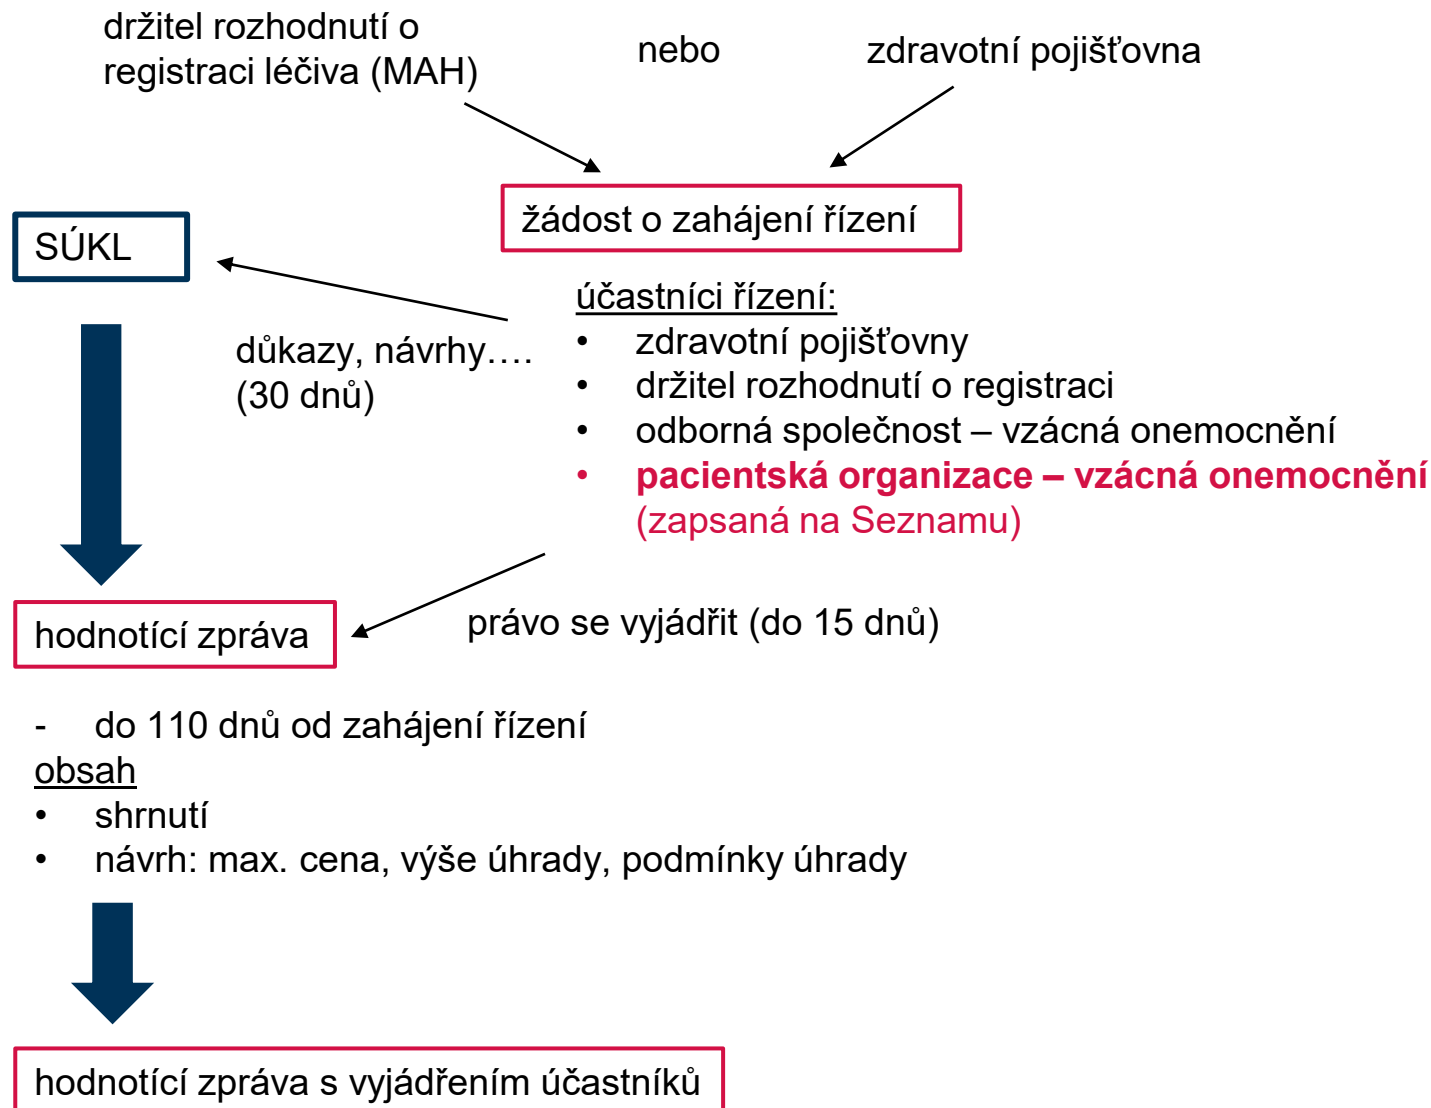 držitel rozhodnutí o
registraci léčiva (MAH)
nebo
zdravotní pojišťovna
žádost o zahájení řízení
SÚKL
účastníci řízení:
• zdravotní pojišťovny
• držitel rozhodnutí o registraci
• odborná společnost – vzácná onemocnění
• pacientská organizace – vzácná onemocnění
(zapsaná na Seznamu)
důkazy, návrhy….
(30 dnů)
právo se vyjádřit (do 15 dnů)
hodnotící zpráva
- do 110 dnů od zahájení řízení
obsah
• shrnutí
• návrh: max. cena, výše úhrady, podmínky úhrady
hodnotící zpráva s vyjádřením účastníků